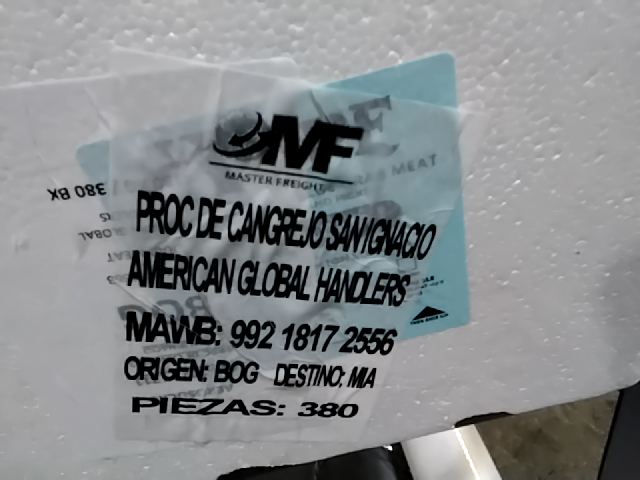 MF
MASTER FREIGHT
PROC DE CANGREJO SAN IGNACIO
AMERICAN GLOBAL HANDLERS
MAWB: 992 1817 2556
ORIGEN: BOG DESTINO: MIA
PIEZAS: 380
380 BX
MEAT